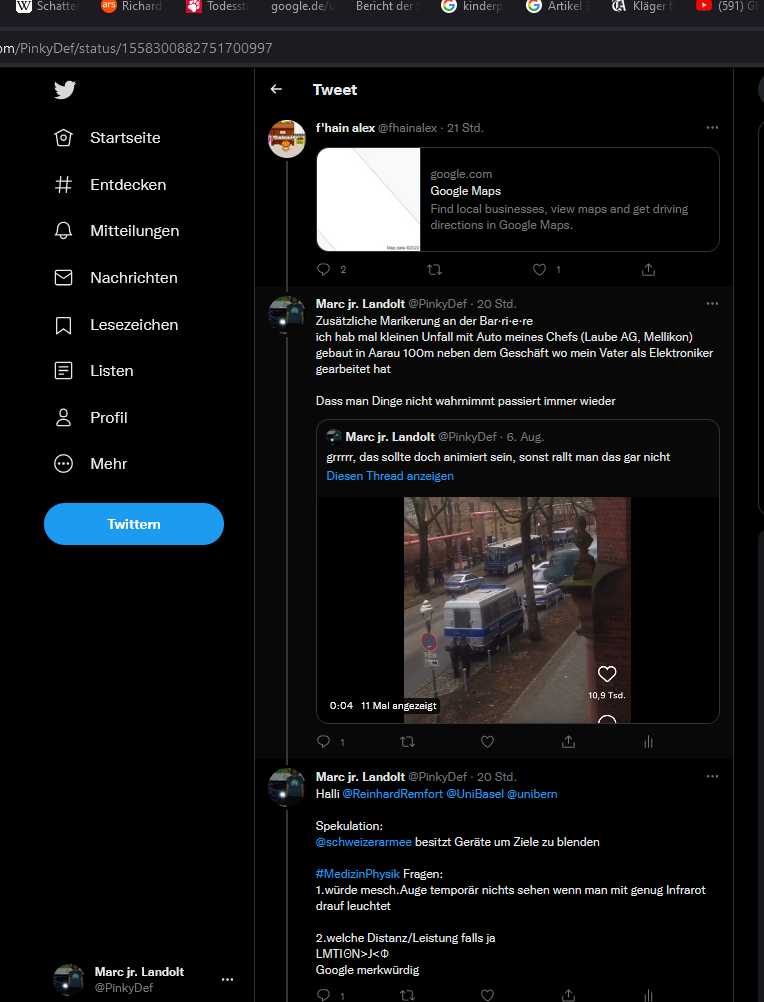 Schatte
ars Richard
Todesst
google.de/u
Bericht der S
kinderp
Artikel 3
Kläger f
(591) G
om/PinkyDef/status/1558300882751700997
Tweet
Startseite
Entdecken
Mitteilungen
Nachrichten
Lesezeichen
Listen
Profil
Mehr
Twittern
f'hain alex @fhainalex · 21 Std.
google.com
Google Maps
Find local businesses, view maps and get driving
directions in Google Maps.
Map data ©2022
2
1
Marc jr. Landolt @PinkyDef · 20 Std.
Zusätzliche Marikerung an der Bar·ri·e·re
ich hab mal kleinen Unfall mit Auto meines Chefs (Laube AG, Mellikon)
gebaut in Aarau 100m neben dem Geschäft wo mein Vater als Elektroniker
gearbeitet hat
Dass man Dinge nicht wahrnimmt passiert immer wieder
Marc jr. Landolt @PinkyDef · 6. Aug.
grrrrr, das sollte doch animiert sein, sonst rallt man das gar nicht
Diesen Thread anzeigen
10,9 Tsd.
0:04 11 Mal angezeigt
1
Marc jr. Landolt @PinkyDef · 20 Std.
Halli @ReinhardRemfort @UniBasel @unibern
Spekulation:
@schweizerarmee besitzt Geräte um Ziele zu blenden
#MedizinPhysik Fragen:
1.würde mesch.Auge temporär nichts sehen wenn man mit genug Infrarot
drauf leuchtet
2.welche Distanz/Leistung falls ja
LMTIΘN>J<Φ
Google merkwürdig
1
Marc jr. Landolt
@PinkyDef